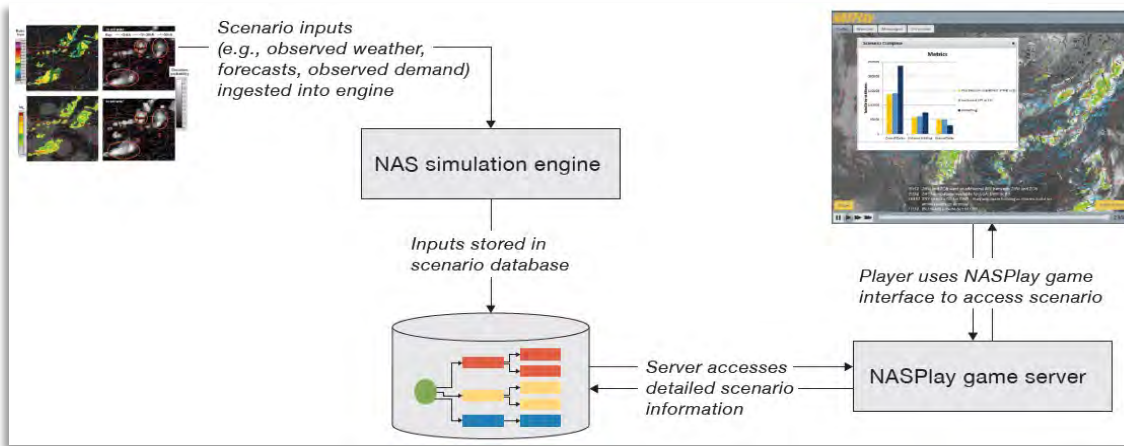 Scenario inputs
(e.g., observed weather,
forecasts, observed demand)
ingested into engine
NAS simulation engine
Inputs stored in
scenario database
Server accesses
detailed scenario
information
Player uses NASPlay game
interface to access scenario
NASPlay game server
Metrics